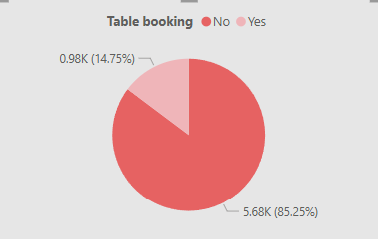 Table booking No Yes
0.98K (14.75%)
5.68K (85.25%)